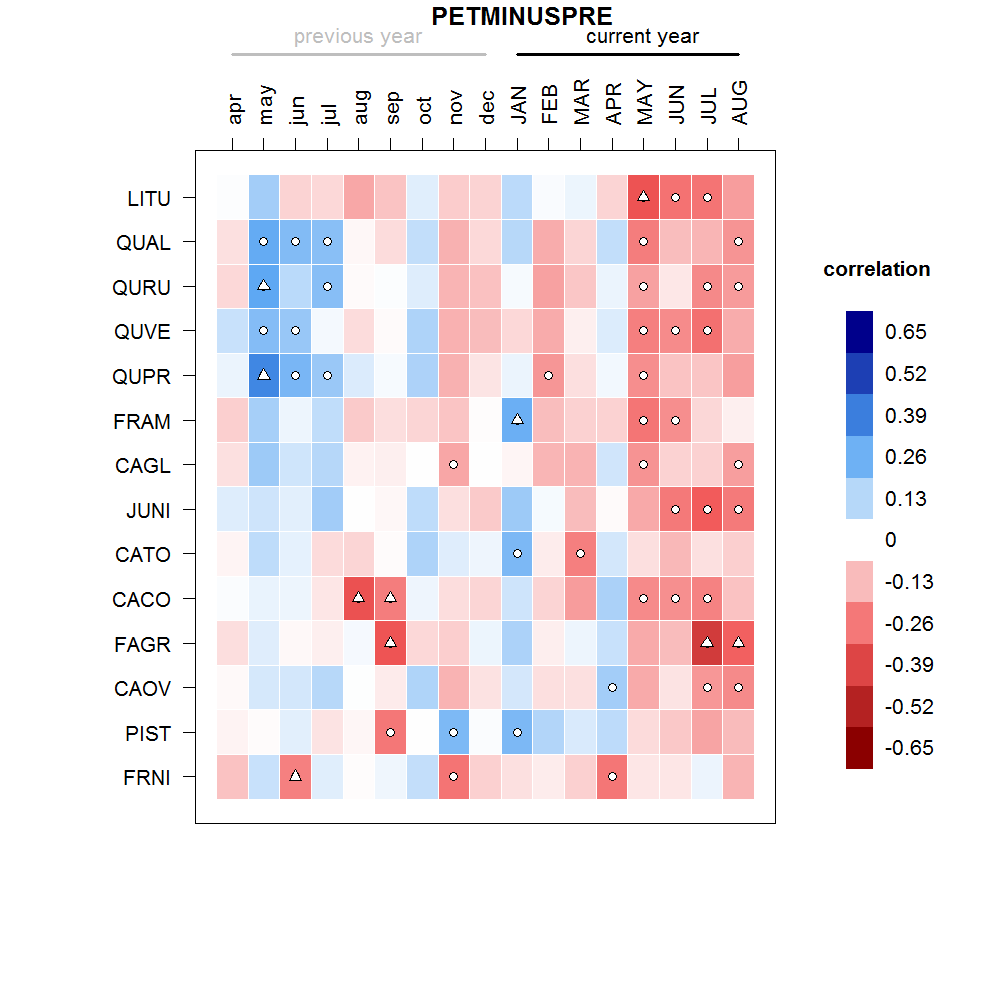 PETMINUSPRE
previous year current year
apr may jun jul aug sep oct nov dec JAN FEB MAR APR MAY JUN JUL AUG
LITU
QUAL
QURU
QUVE
QUPR
FRAM
CAGL
JUNI
CATO
CACO
FAGR
CAOV
PIST
FRNI
correlation
0.65
0.52
0.39
0.26
0.13
0
-0.13
-0.26
-0.39
-0.52
-0.65